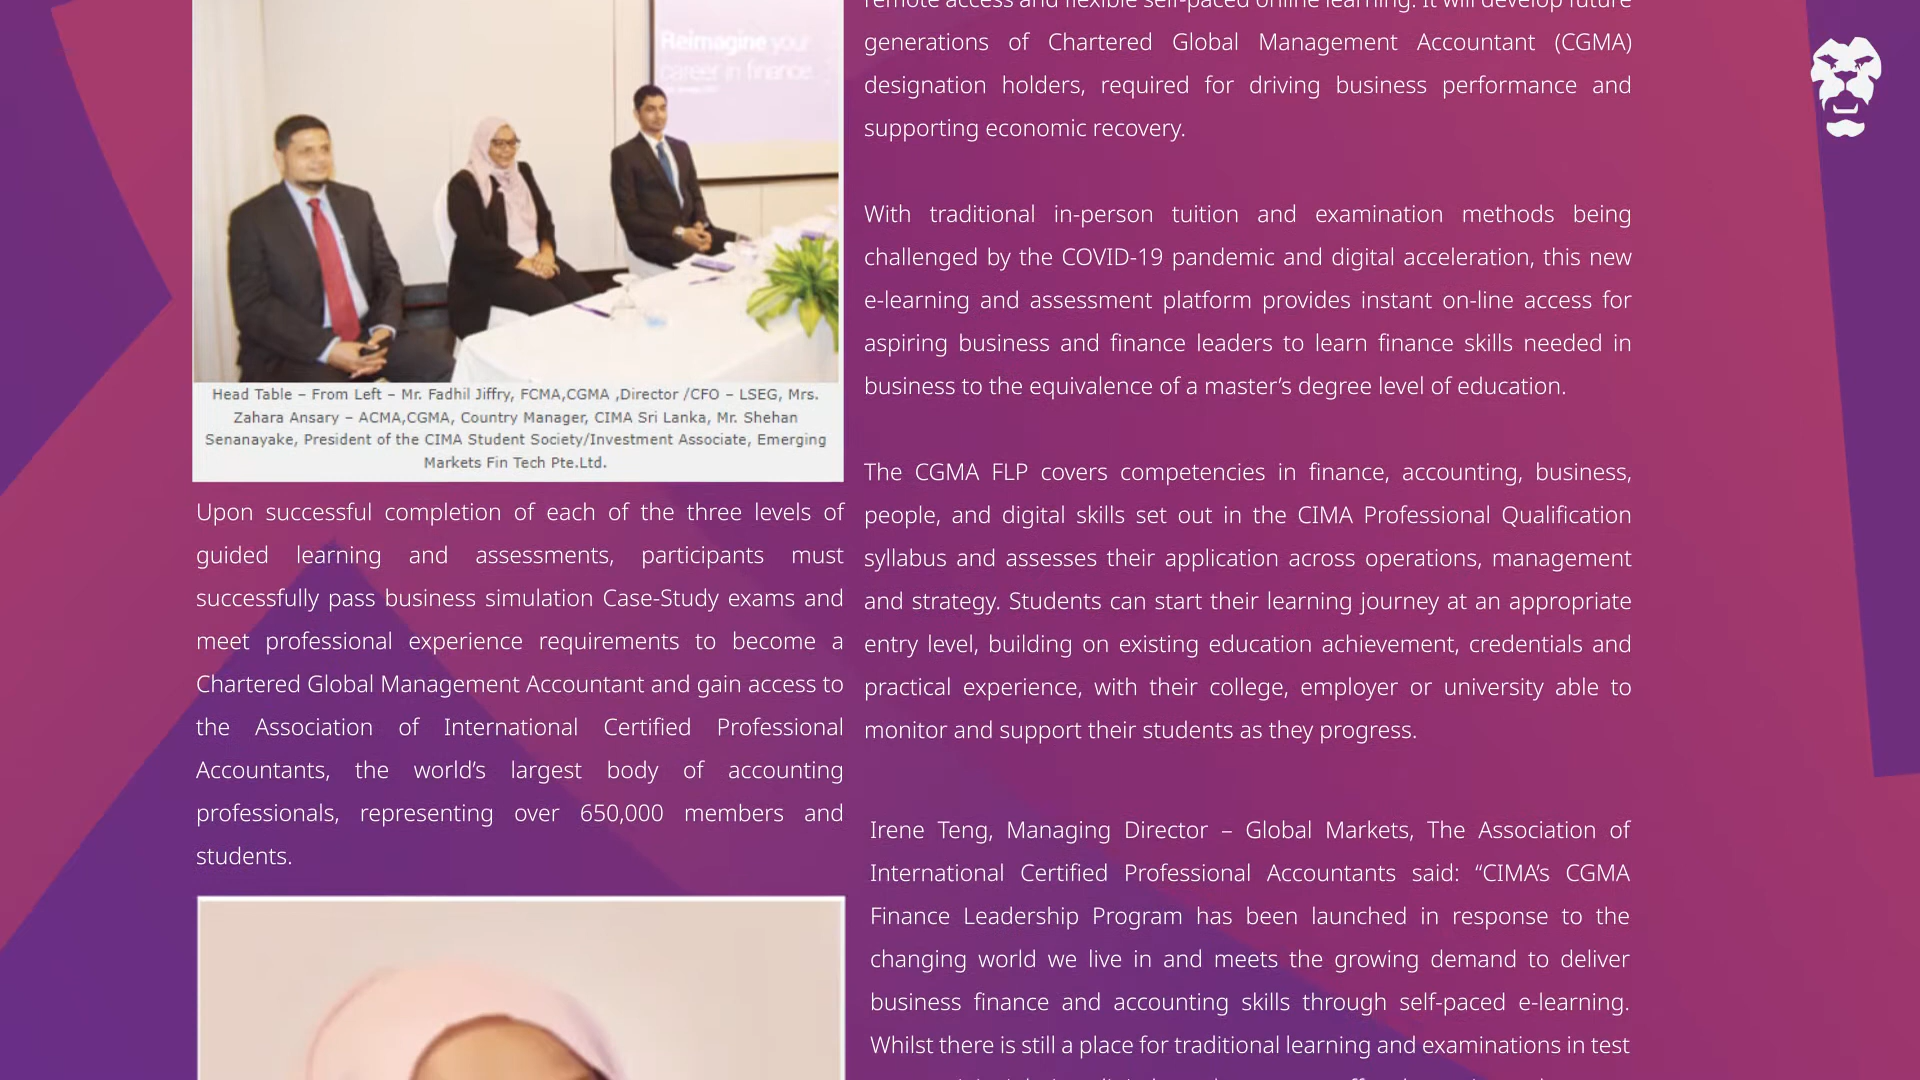 Reimagine your
career in finance
Head Table – From Left – Mr. Fadhil Jiffry, FCMA,CGMA ,Director /CFO – LSEG, Mrs.
Zahara Ansary – ACMA,CGMA, Country Manager, CIMA Sri Lanka, Mr. Shehan
Senanayake, President of the CIMA Student Society/Investment Associate, Emerging
Markets Fin Tech Pte.Ltd.
Upon successful completion of each of the three levels of
guided learning and assessments, participants must
successfully pass business simulation Case-Study exams and
meet professional experience requirements to become a
Chartered Global Management Accountant and gain access to
the Association of International Certified Professional
Accountants, the world’s largest body of accounting
professionals, representing over 650,000 members and
students.
remote access and flexible self-paced online learning. It will develop future
generations of Chartered Global Management Accountant (CGMA)
designation holders, required for driving business performance and
supporting economic recovery.
With traditional in-person tuition and examination methods being
challenged by the COVID-19 pandemic and digital acceleration, this new
e-learning and assessment platform provides instant on-line access for
aspiring business and finance leaders to learn finance skills needed in
business to the equivalence of a master’s degree level of education.
The CGMA FLP covers competencies in finance, accounting, business,
people, and digital skills set out in the CIMA Professional Qualification
syllabus and assesses their application across operations, management
and strategy. Students can start their learning journey at an appropriate
entry level, building on existing education achievement, credentials and
practical experience, with their college, employer or university able to
monitor and support their students as they progress.
Irene Teng, Managing Director – Global Markets, The Association of
International Certified Professional Accountants said: “CIMA’s CGMA
Finance Leadership Program has been launched in response to the
changing world we live in and meets the growing demand to deliver
business finance and accounting skills through self-paced e-learning.
Whilst there is still a place for traditional learning and examinations in test